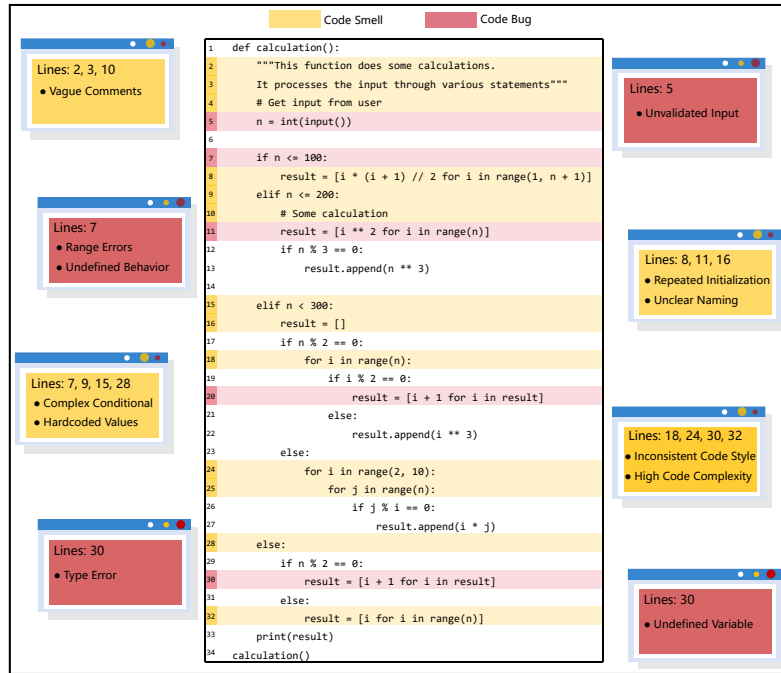 Code Smell
Code Bug
Lines: 2, 3, 10
● Vague Comments
Lines: 7
● Range Errors
● Undefined Behavior
Lines: 7, 9, 15, 28
● Complex Conditional
● Hardcoded Values
Lines: 30
● Type Error
1 def calculation():
2 """This function does some calculations.
3 It processes the input through various statements"""
4 # Get input from user
5 n = int(input())
6
7 if n <= 100:
8 result = [i * (i + 1) // 2 for i in range(1, n + 1)]
9 elif n <= 200:
10 # Some calculation
11 result = [i ** 2 for i in range(n)]
12 if n % 3 == 0:
13 result.append(n ** 3)
14
15 elif n < 300:
16 result = []
17 if n % 2 == 0:
18 for i in range(n):
19 if i % 2 == 0:
20 result = [i + 1 for i in result]
21 else:
22 result.append(i ** 3)
23 else:
24 for i in range(2, 10):
25 for j in range(n):
26 if j % i == 0:
27 result.append(i * j)
28 else:
29 if n % 2 == 0:
30 result = [i + 1 for i in result]
31 else:
32 result = [i for i in range(n)]
33 print(result)
34 calculation()
Lines: 5
● Unvalidated Input
Lines: 8, 11, 16
● Repeated Initialization
● Unclear Naming
Lines: 18, 24, 30, 32
● Inconsistent Code Style
● High Code Complexity
Lines: 30
● Undefined Variable